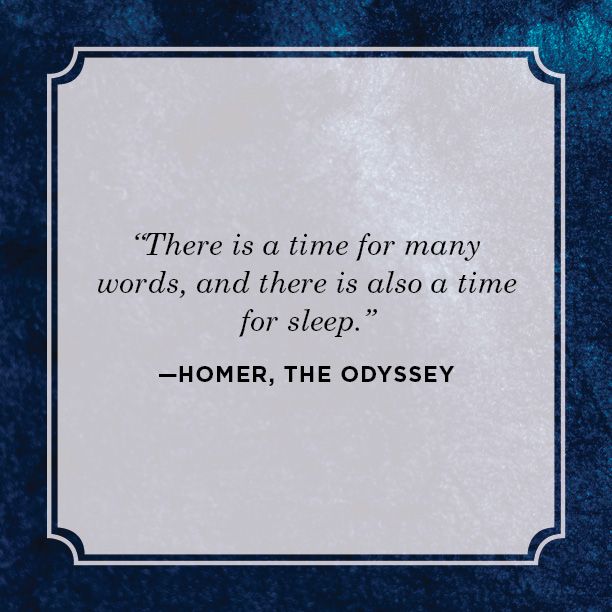 “There is a time for many
words, and there is also a time
for sleep.”
—HOMER, THE ODYSSEY